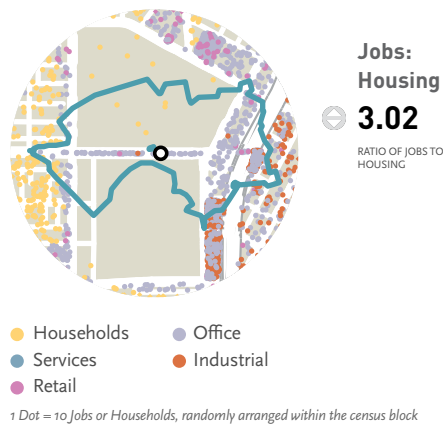 Jobs:
Housing
3.02
RATIO OF JOBS TO
HOUSING
Households
Office
Services
Industrial
Retail
1 Dot = 10 Jobs or Households, randomly arranged within the census block